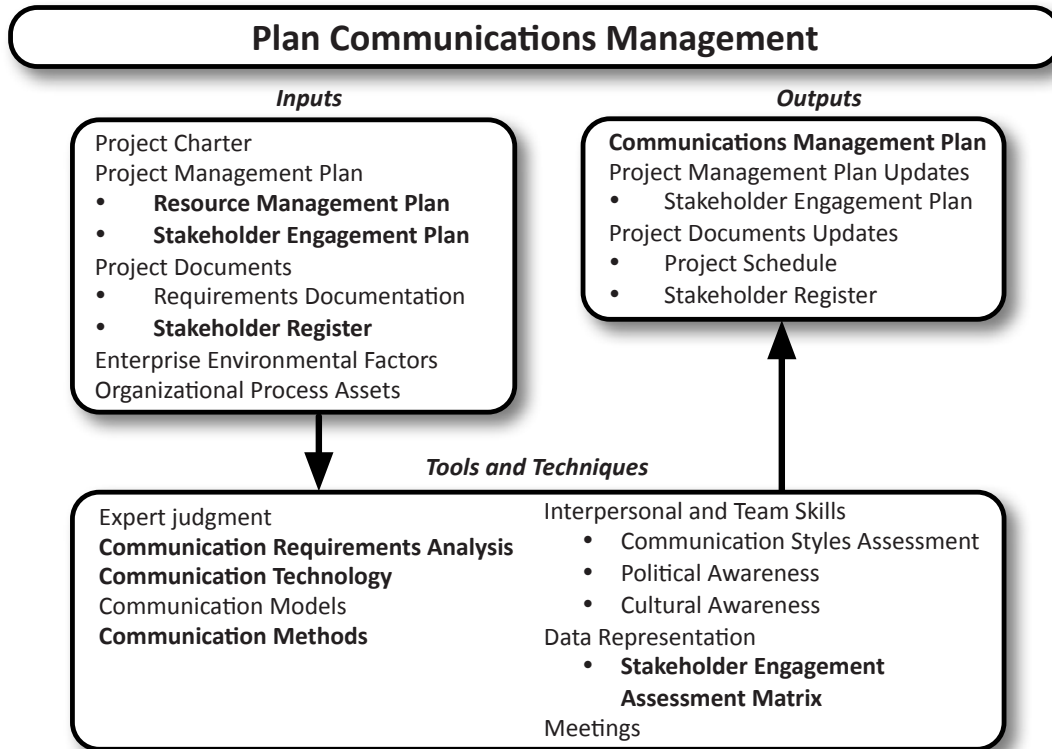 Plan Communications Management
Inputs
Project Charter
Project Management Plan
• Resource Management Plan
• Stakeholder Engagement Plan
Project Documents
• Requirements Documentation
• Stakeholder Register
Enterprise Environmental Factors
Organizational Process Assets
Outputs
Communications Management Plan
Project Management Plan Updates
• Stakeholder Engagement Plan
Project Documents Updates
• Project Schedule
• Stakeholder Register
Tools and Techniques
Expert judgment
Communication Requirements Analysis
Communication Technology
Communication Models
Communication Methods
Interpersonal and Team Skills
• Communication Styles Assessment
• Political Awareness
• Cultural Awareness
Data Representation
• Stakeholder Engagement
Assessment Matrix
Meetings